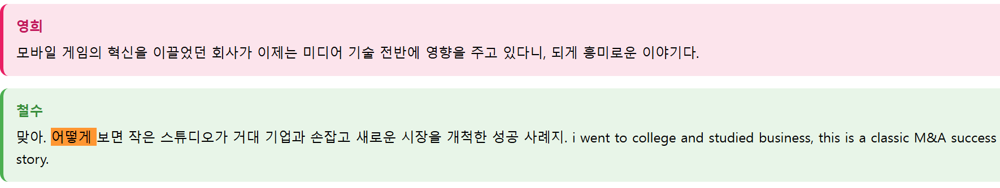 영희
모바일 게임의 혁신을 이끌었던 회사가 이제는 미디어 기술 전반에 영향을 주고 있다니, 되게 흥미로운 이야기다.
철수
맞아. 어떻게 보면 작은 스튜디오가 거대 기업과 손잡고 새로운 시장을 개척한 성공 사례지. i went to college and studied business, this is a classic M&A success
story.